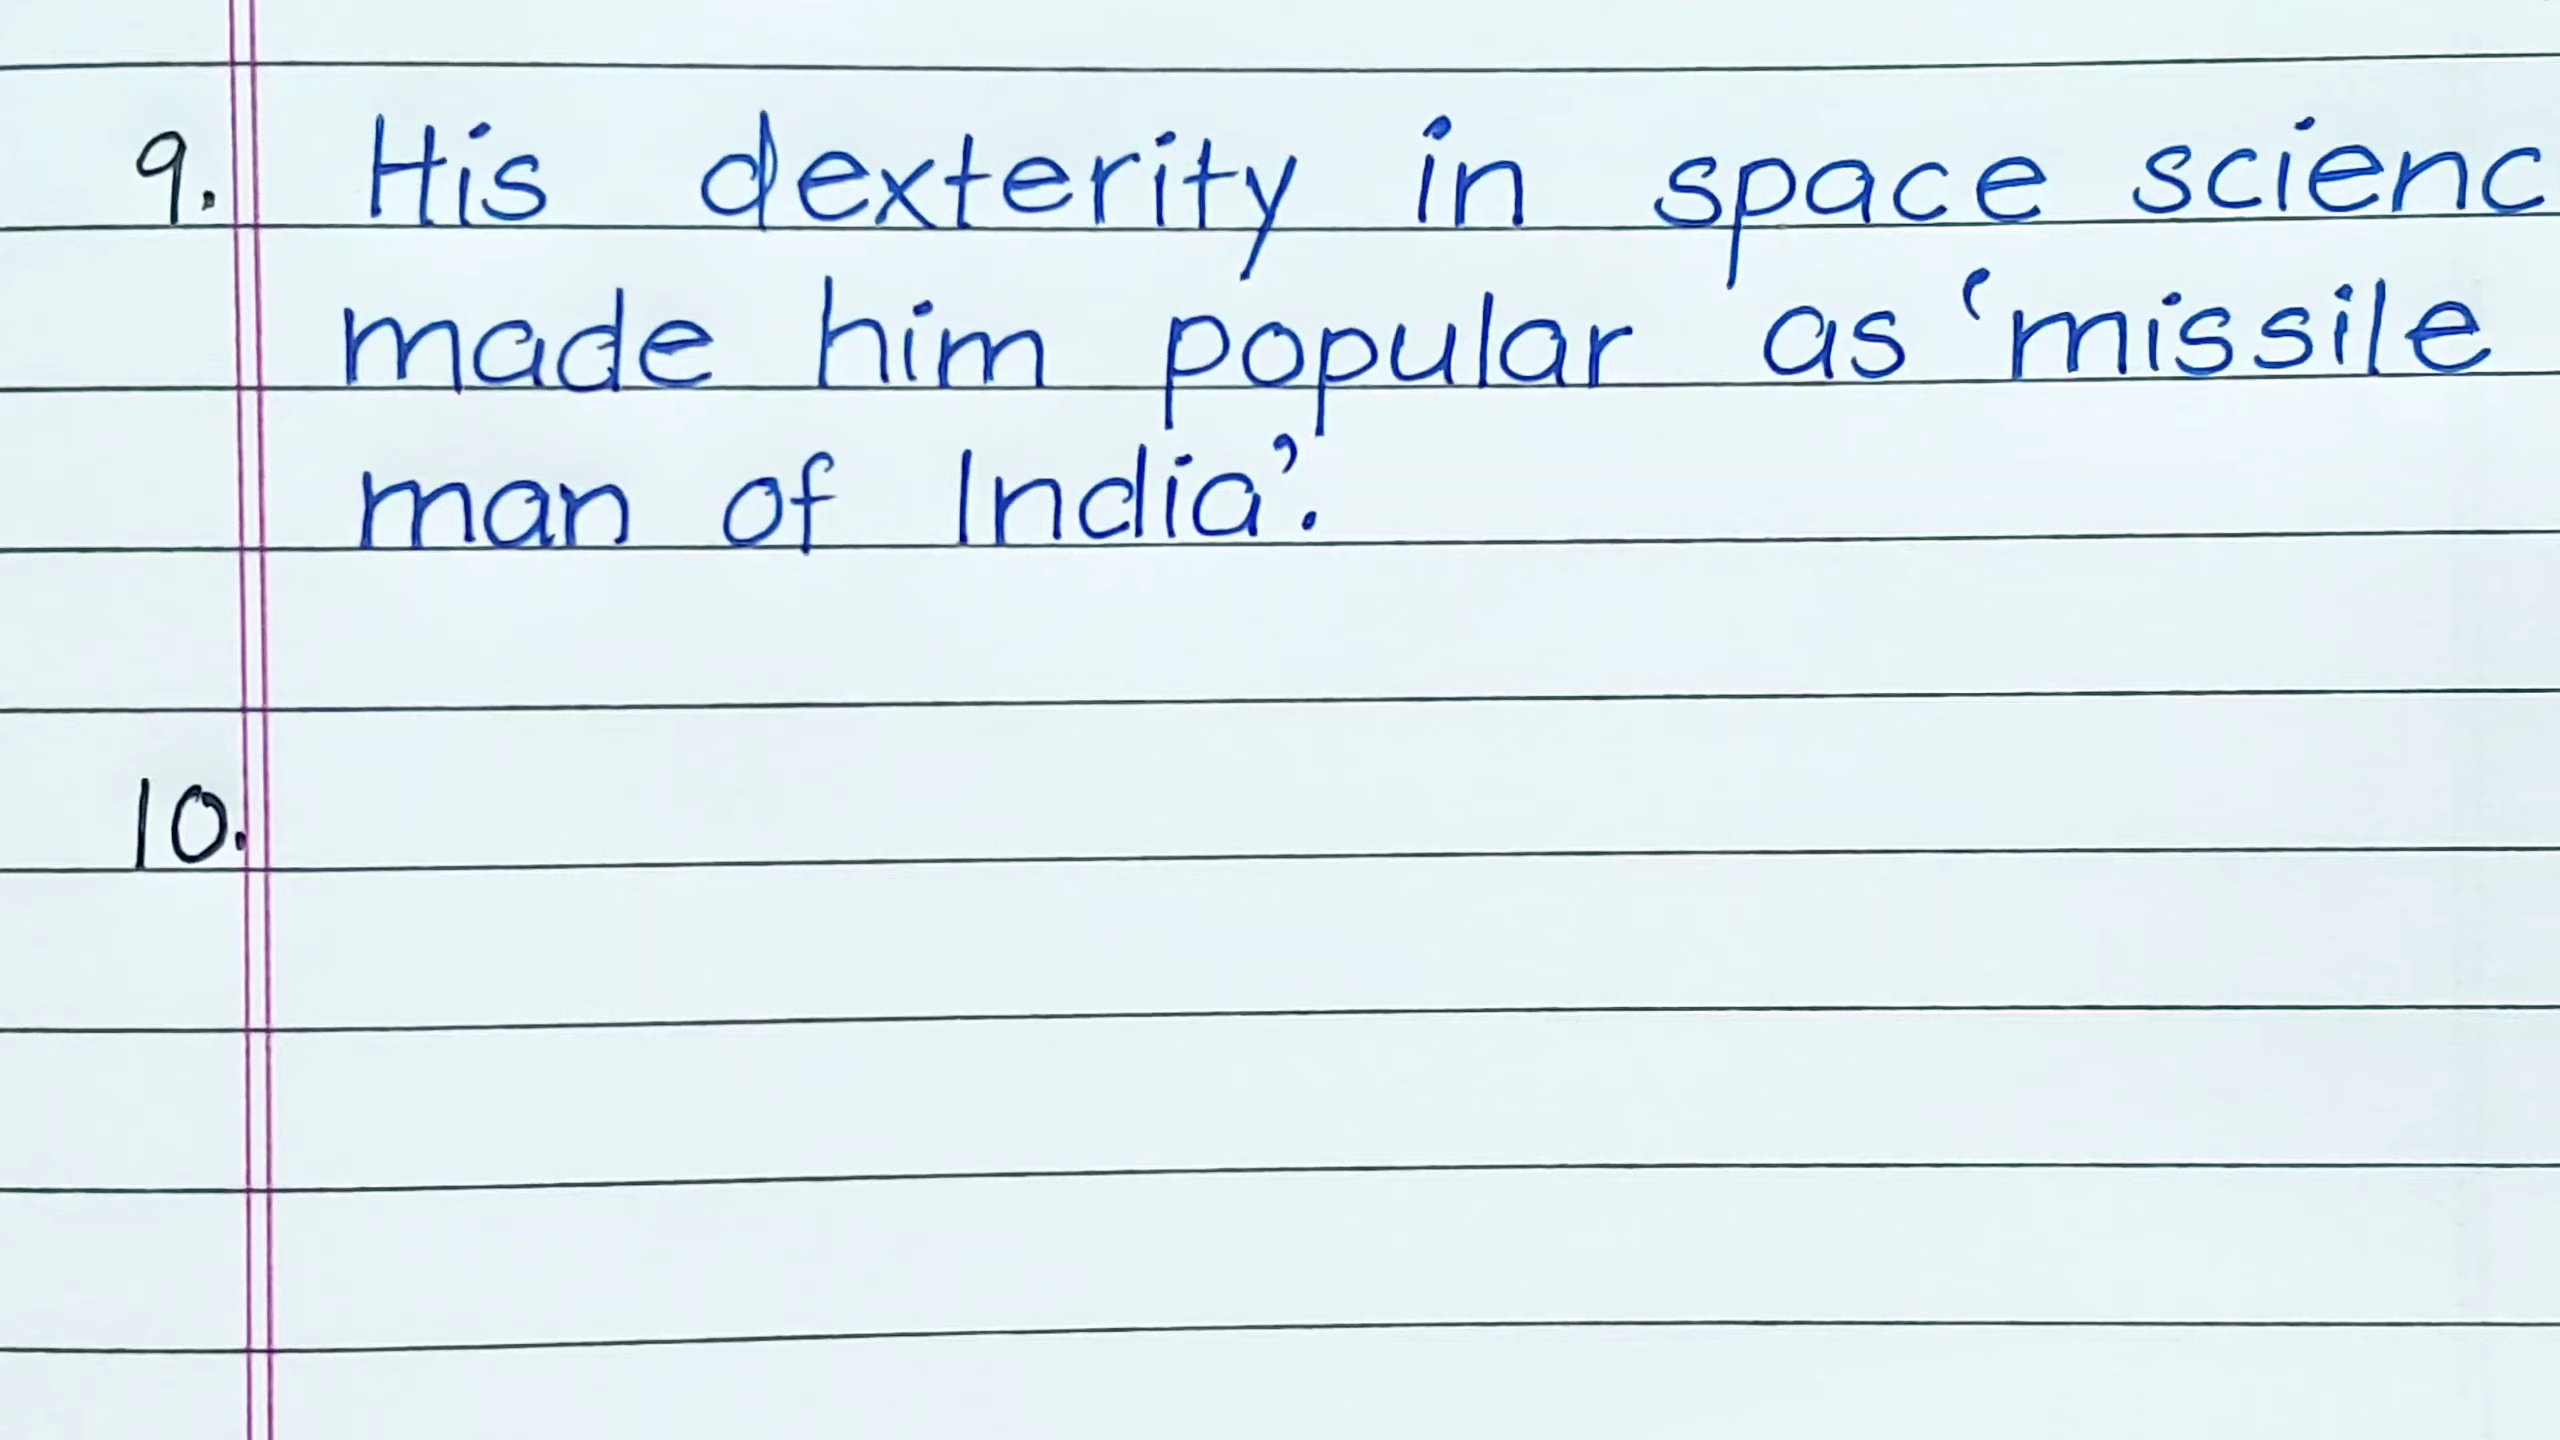 9. His dexterity in space scienc
made him popular as ‘missile
man of India’.
10.